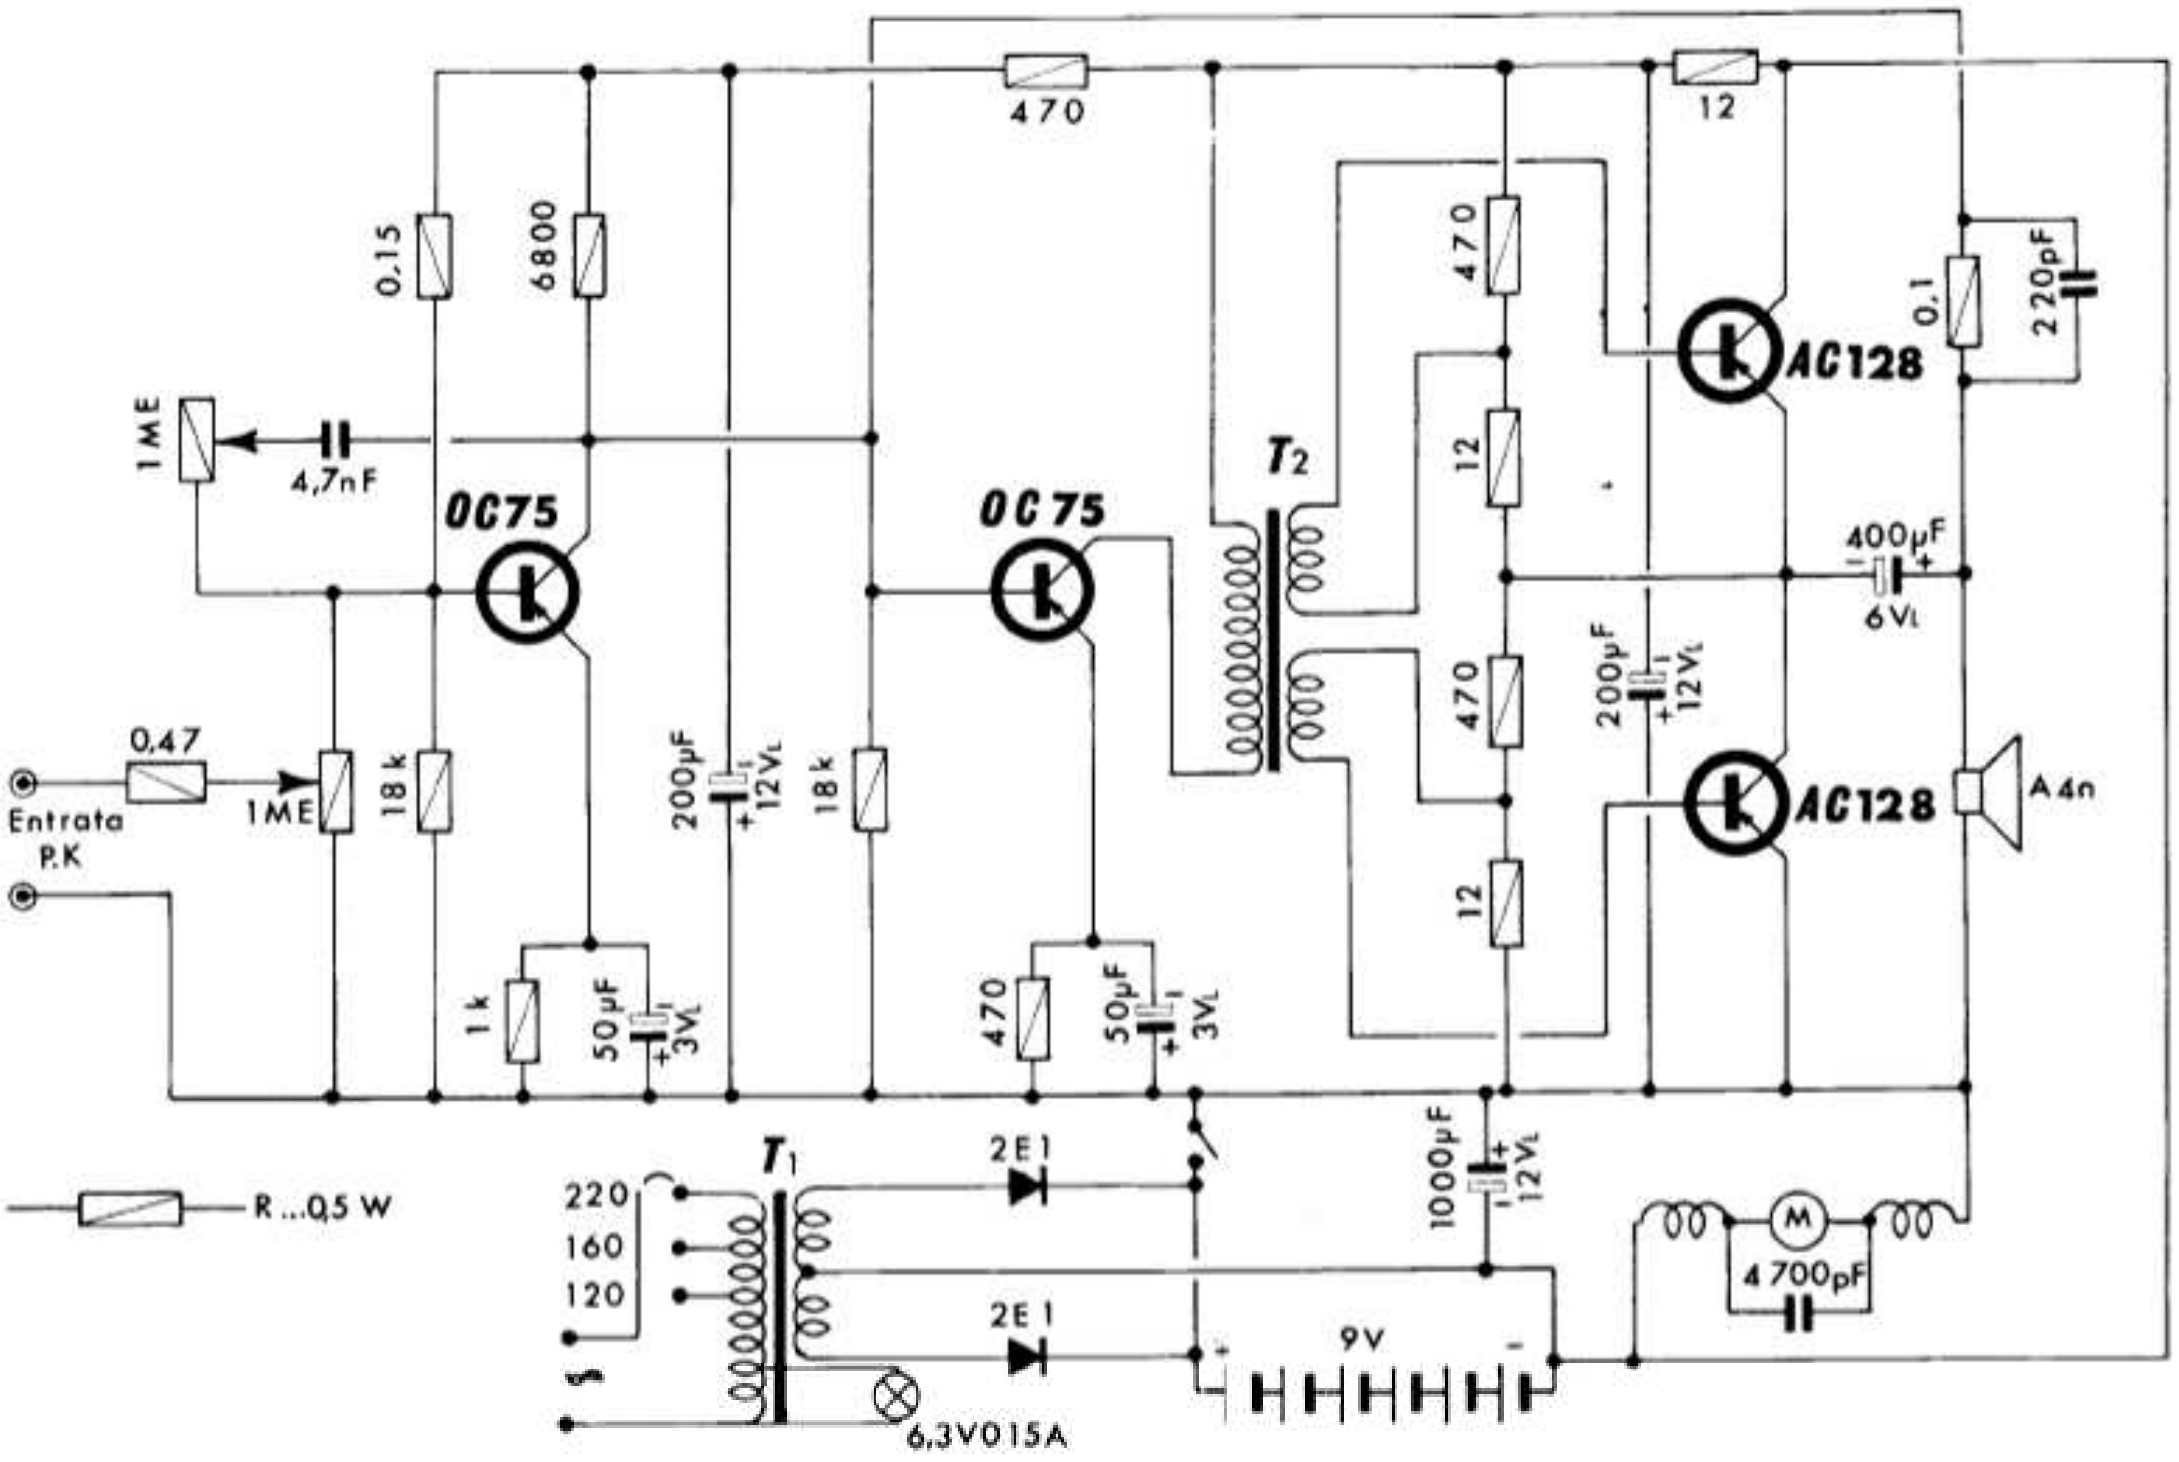 470
12
0,15
6800
470
0,1
220pF
AC128
1ME
4,7nF
12
T2
OC75
OC75
400µF
- +
6VL
470
200µF
- +
12VL
0,47
1ME
Entrata
P.K
18k
200µF
- +
12VL
18k
AC128
A4n
12
1k
50µF
- +
3VL
470
50µF
- +
3VL
R...0,5 W
T1
220
160
120
2E1
2E1
6,3V015A
1000µF
+ -
12VL
M
4700pF
+ 9V -